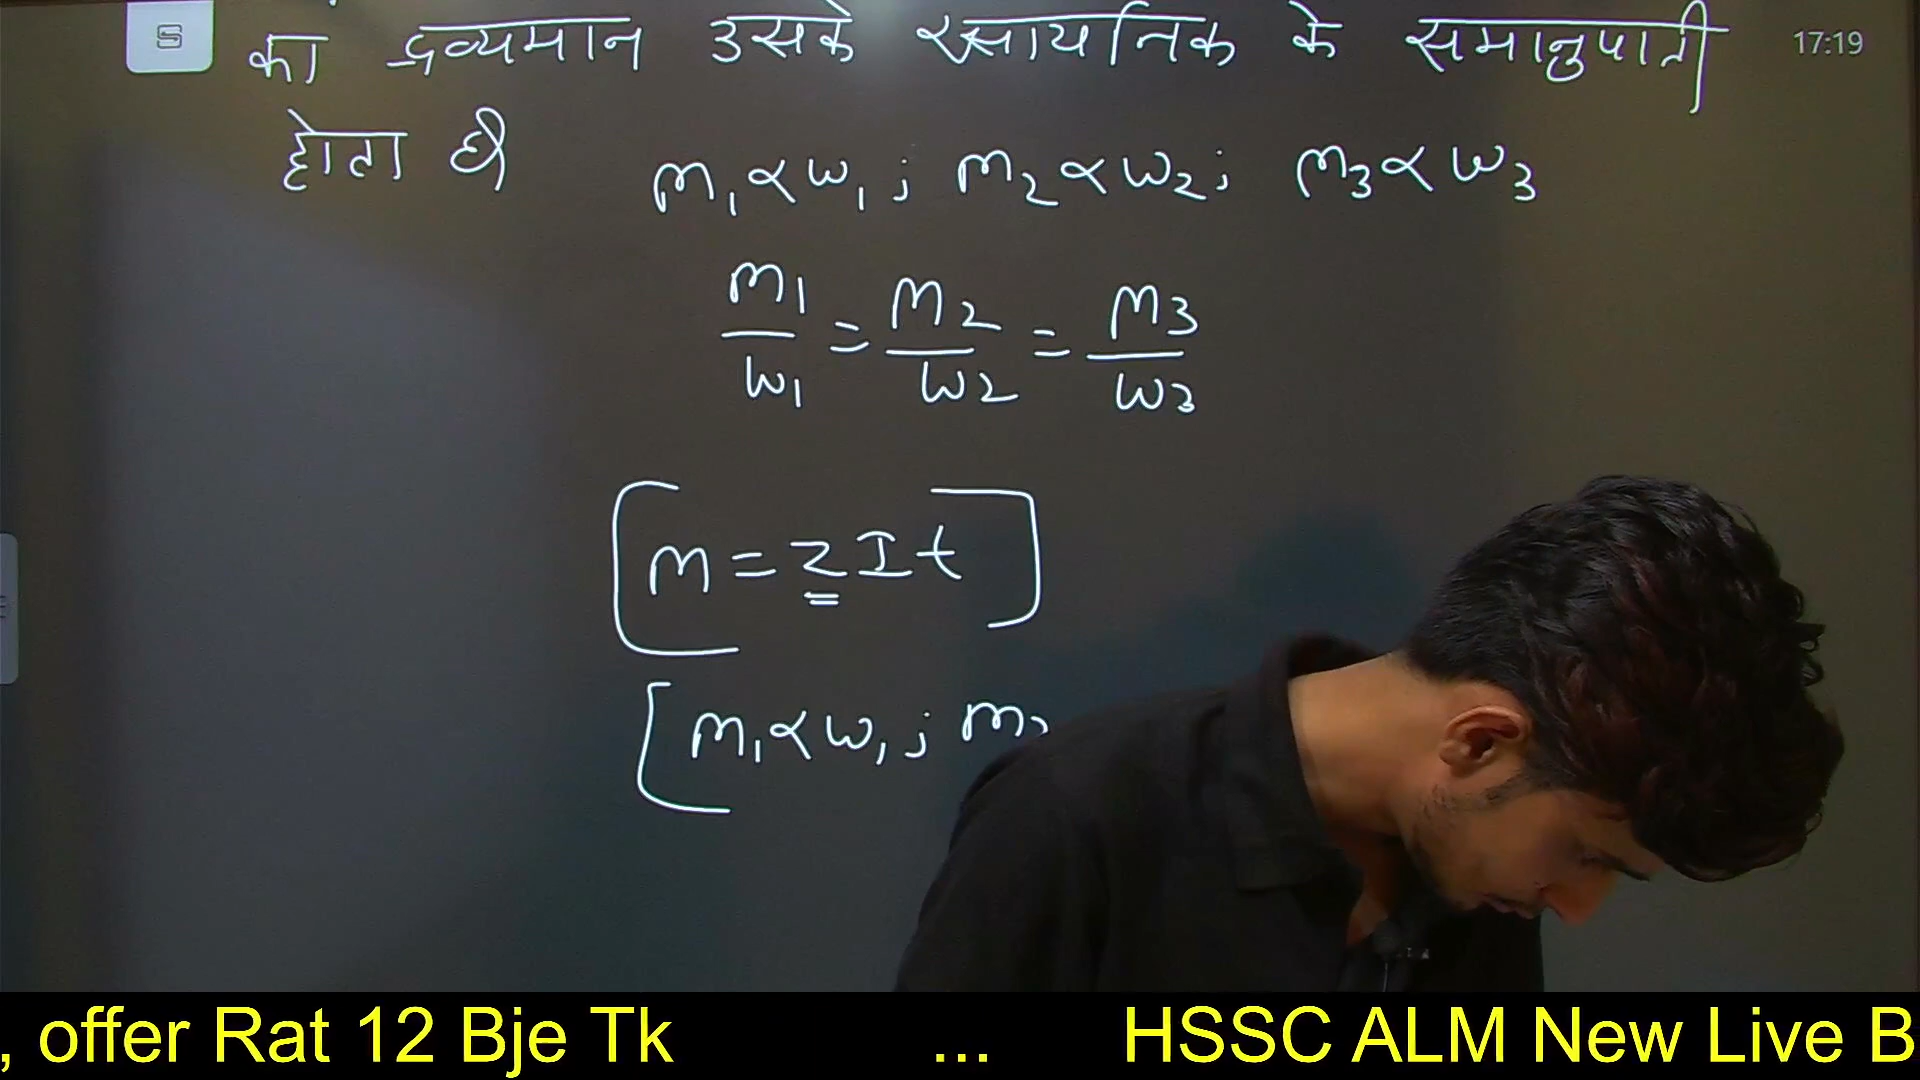 का द्रव्यमान उसके रसायनिक के समानुपाती 17:19
होता है m₁ ∝ w₁ ; m₂ ∝ w₂ ; m₃ ∝ w₃
m₁/w₁ = m₂/w₂ = m₃/w₃
[m = ZIt]
[m₁ ∝ w₁ ; m₂
, offer Rat 12 Bje Tk ... HSSC ALM New Live B